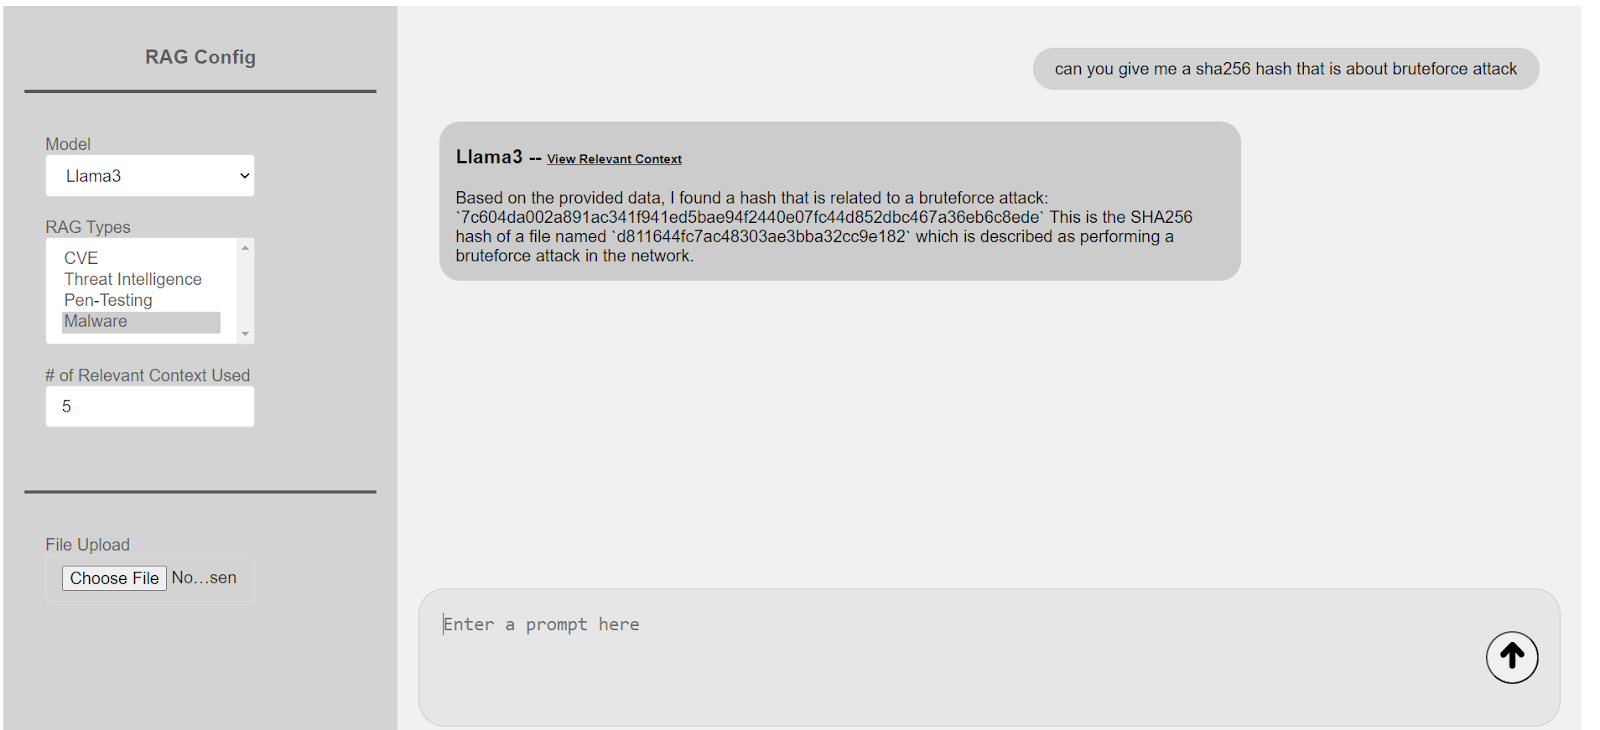 RAG Config
Model
Llama3
RAG Types
CVE
Threat Intelligence
Pen-Testing
Malware
# of Relevant Context Used
5
File Upload
Choose File No...sen
can you give me a sha256 hash that is about bruteforce attack
Llama3 -- View Relevant Context
Based on the provided data, I found a hash that is related to a bruteforce attack:
`7c604da002a891ac341f941ed5bae94f2440e07fc44d852dbc467a36eb6c8ede` This is the SHA256
hash of a file named `d811644fc7ac48303ae3bba32cc9e182` which is described as performing a
bruteforce attack in the network.
Enter a prompt here